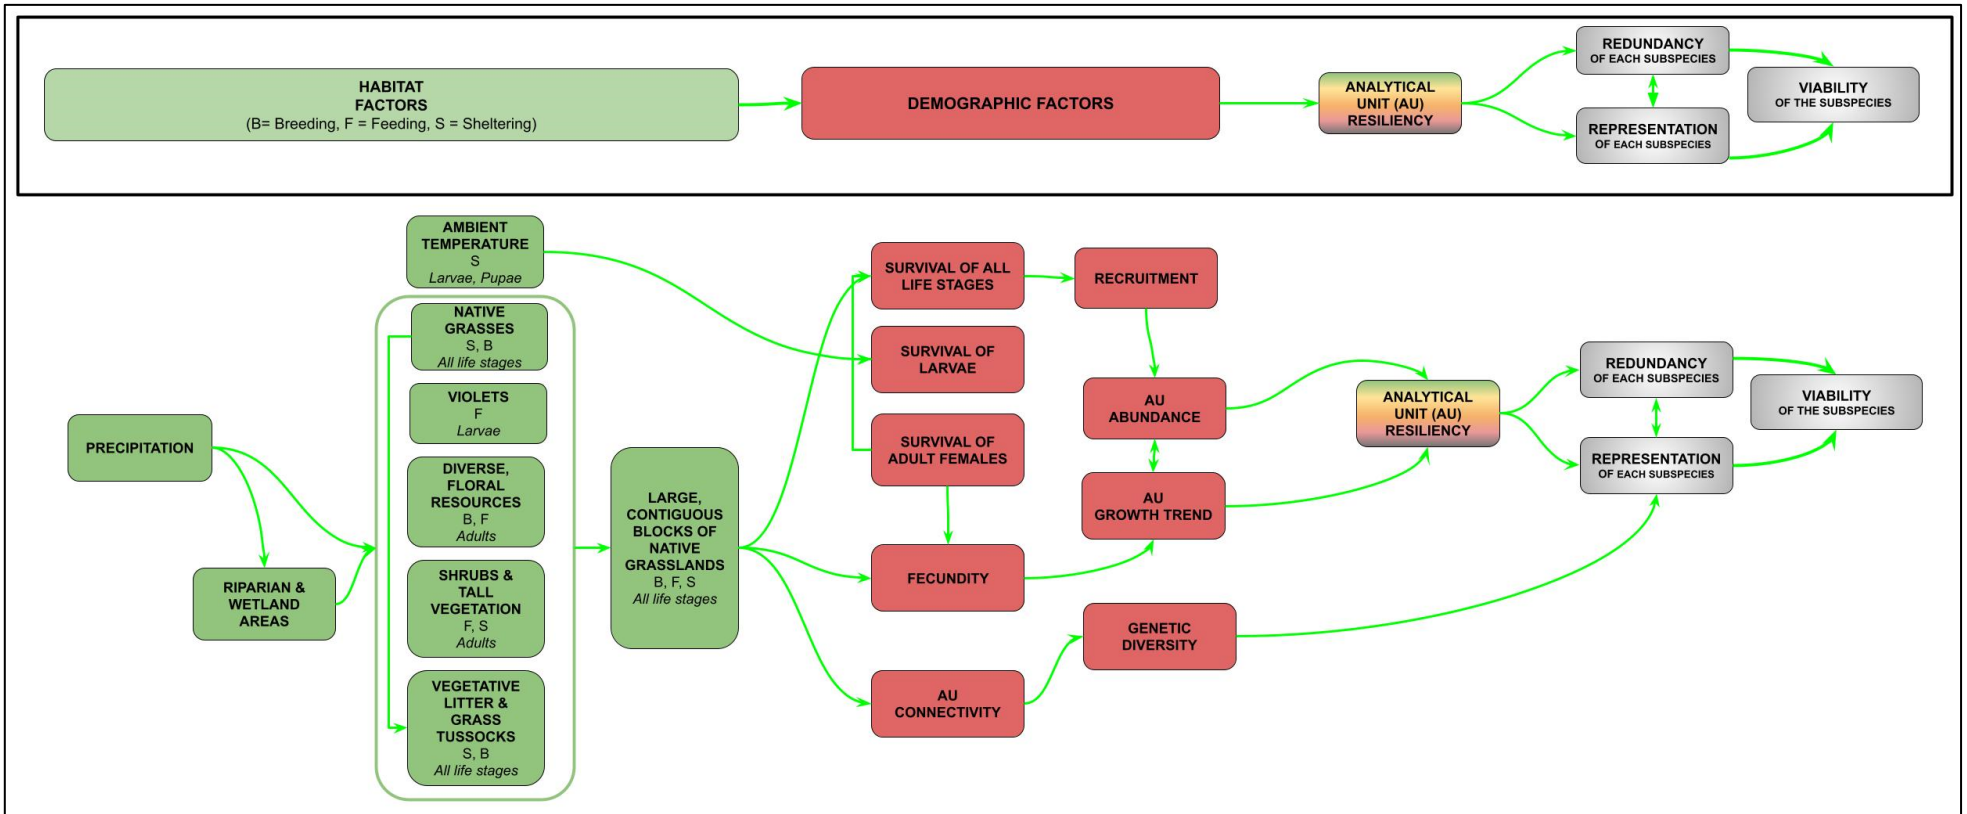 HABITAT
FACTORS
(B= Breeding, F = Feeding, S = Sheltering)
DEMOGRAPHIC FACTORS
ANALYTICAL
UNIT (AU)
RESILIENCY
REDUNDANCY
OF EACH SUBSPECIES
REPRESENTATION
OF EACH SUBSPECIES
VIABILITY
OF THE SUBSPECIES
PRECIPITATION
RIPARIAN &
WETLAND
AREAS
AMBIENT
TEMPERATURE
S
Larvae, Pupae
NATIVE
GRASSES
S, B
All life stages
VIOLETS
F
Larvae
DIVERSE,
FLORAL
RESOURCES
B, F
Adults
SHRUBS &
TALL
VEGETATION
F, S
Adults
VEGETATIVE
LITTER &
GRASS
TUSSOCKS
S, B
All life stages
LARGE,
CONTIGUOUS
BLOCKS OF
NATIVE
GRASSLANDS
B, F, S
All life stages
SURVIVAL OF ALL
LIFE STAGES
SURVIVAL OF
LARVAE
SURVIVAL OF
ADULT FEMALES
FECUNDITY
AU
CONNECTIVITY
RECRUITMENT
AU
ABUNDANCE
AU
GROWTH TREND
GENETIC
DIVERSITY
ANALYTICAL
UNIT (AU)
RESILIENCY
REDUNDANCY
OF EACH SUBSPECIES
REPRESENTATION
OF EACH SUBSPECIES
VIABILITY
OF THE SUBSPECIES